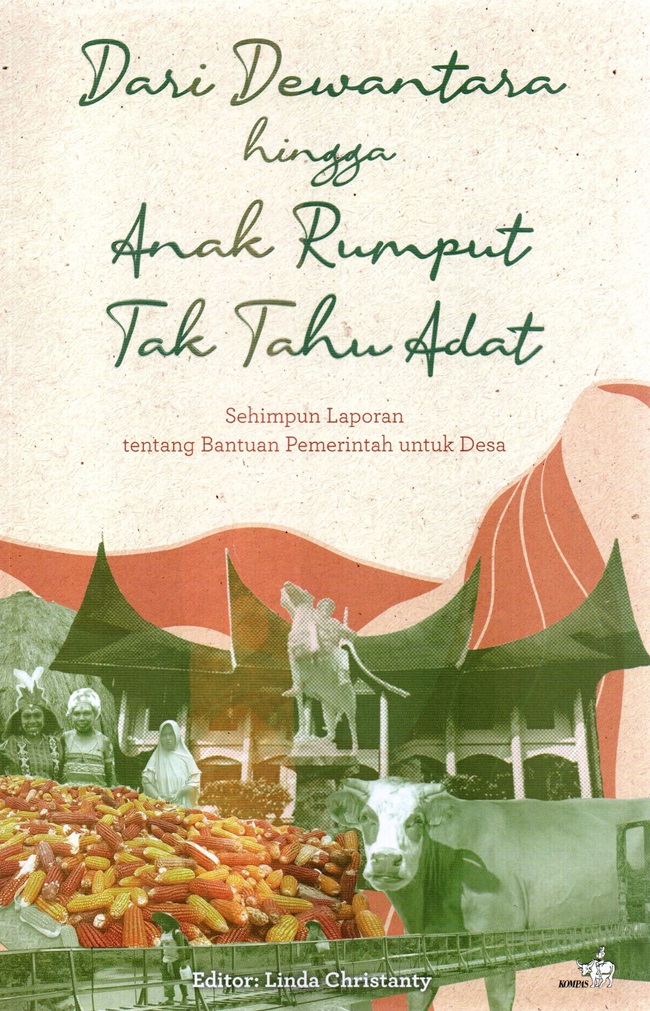 Dari Dewantara
hingga
Anak Rumput
Tak Tahu Adat
Sehimpun Laporan
tentang Bantuan Pemerintah untuk Desa
Editor: Linda Christanty
KOMPAS